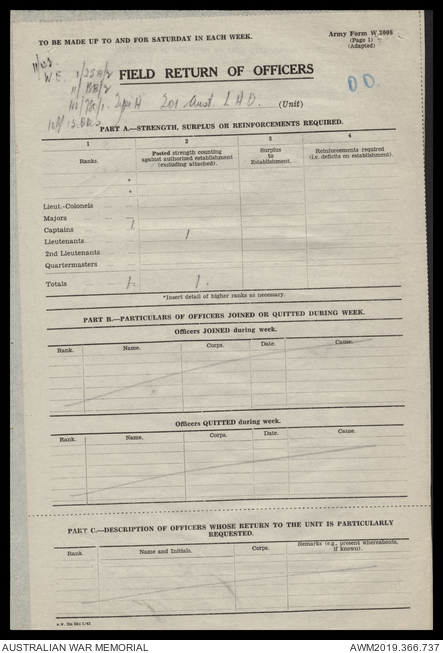 TO BE MADE UP TO AND FOR SATURDAY IN EACH WEEK.
Army Form W.3008
(Page 1)
(Adapted)
W.E.
FIELD RETURN OF OFFICERS
DD.
201 Aust L A D. (Unit)
PART A.—STRENGTH, SURPLUS OR REINFORCEMENTS REQUIRED.
1 2 3 4
Ranks. Posted strength counting against authorised establishment (excluding attached). Surplus to Establishment. Reinforcements required (i.e. deficits on establishment).
*
*
Lieut.-Colonels
Majors
Captains 1
Lieutenants 1
2nd Lieutenants
Quartermasters
Totals 1. 1.
*Insert detail of higher ranks as necessary.
PART B.—PARTICULARS OF OFFICERS JOINED OR QUITTED DURING WEEK.
Officers JOINED during week.
Rank. Name. Corps. Date. Cause.
Officers QUITTED during week.
Rank. Name. Corps. Date. Cause.
PART C.—DESCRIPTION OF OFFICERS WHOSE RETURN TO THE UNIT IS PARTICULARLY
REQUESTED.
Rank. Name and Initials. Corps. Remarks (e.g., present whereabouts, if known).
AUSTRALIAN WAR MEMORIAL AWM2019.366.737